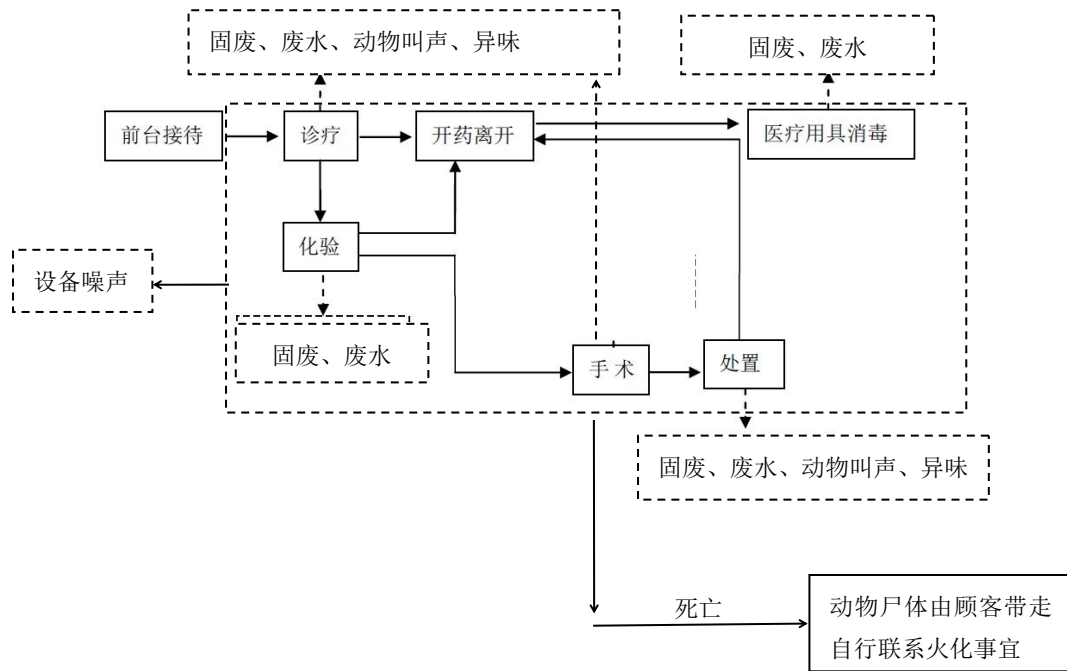 固废、废水、动物叫声、异味
固废、废水
前台接待
诊疗
开药离开
医疗用具消毒
化验
设备噪声
固废、废水
手 术
处置
固废、废水、动物叫声、异味
死亡
动物尸体由顾客带走
自行联系火化事宜